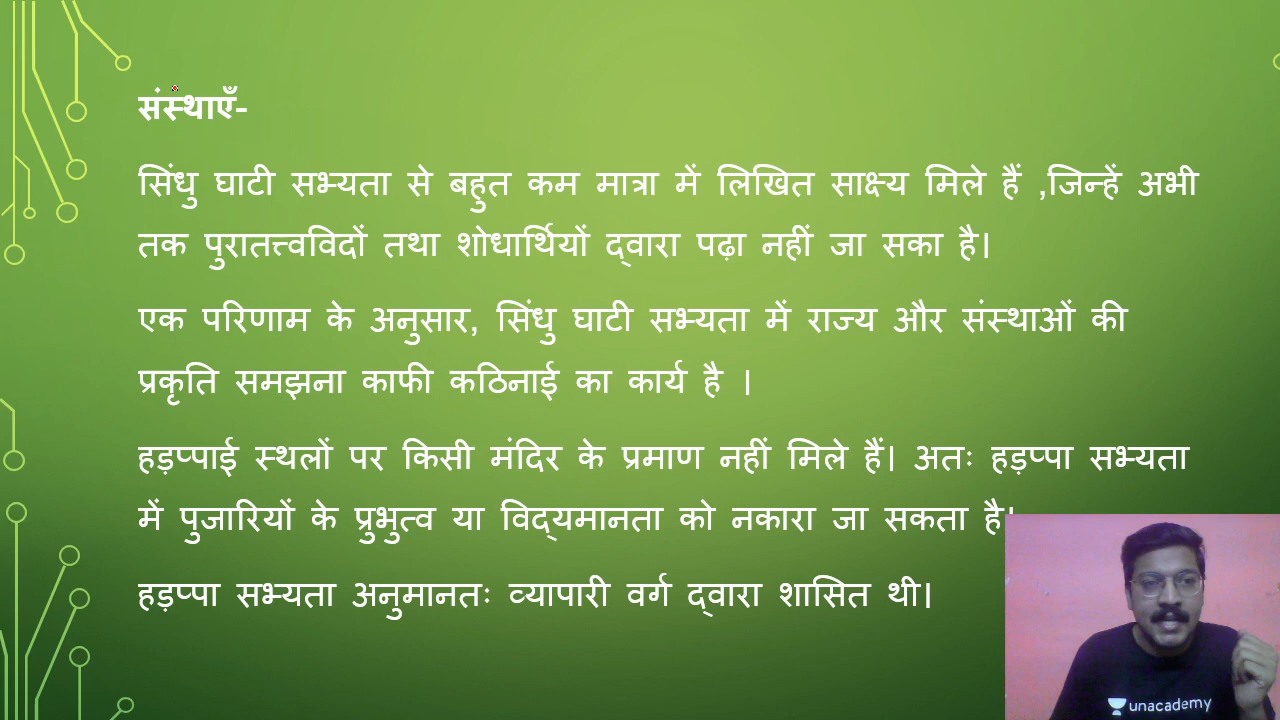 संस्थाएँ-
सिंधु घाटी सभ्यता से बहुत कम मात्रा में लिखित साक्ष्य मिले हैं ,जिन्हें अभी
तक पुरातत्त्वविदों तथा शोधार्थियों द्वारा पढ़ा नहीं जा सका है।
एक परिणाम के अनुसार, सिंधु घाटी सभ्यता में राज्य और संस्थाओं की
प्रकृति समझना काफी कठिनाई का कार्य है ।
हड़प्पाई स्थलों पर किसी मंदिर के प्रमाण नहीं मिले हैं। अतः हड़प्पा सभ्यता
में पुजारियों के प्रुभुत्व या विद्यमानता को नकारा जा सकता है।
हड़प्पा सभ्यता अनुमानतः व्यापारी वर्ग द्वारा शासित थी।
unacademy